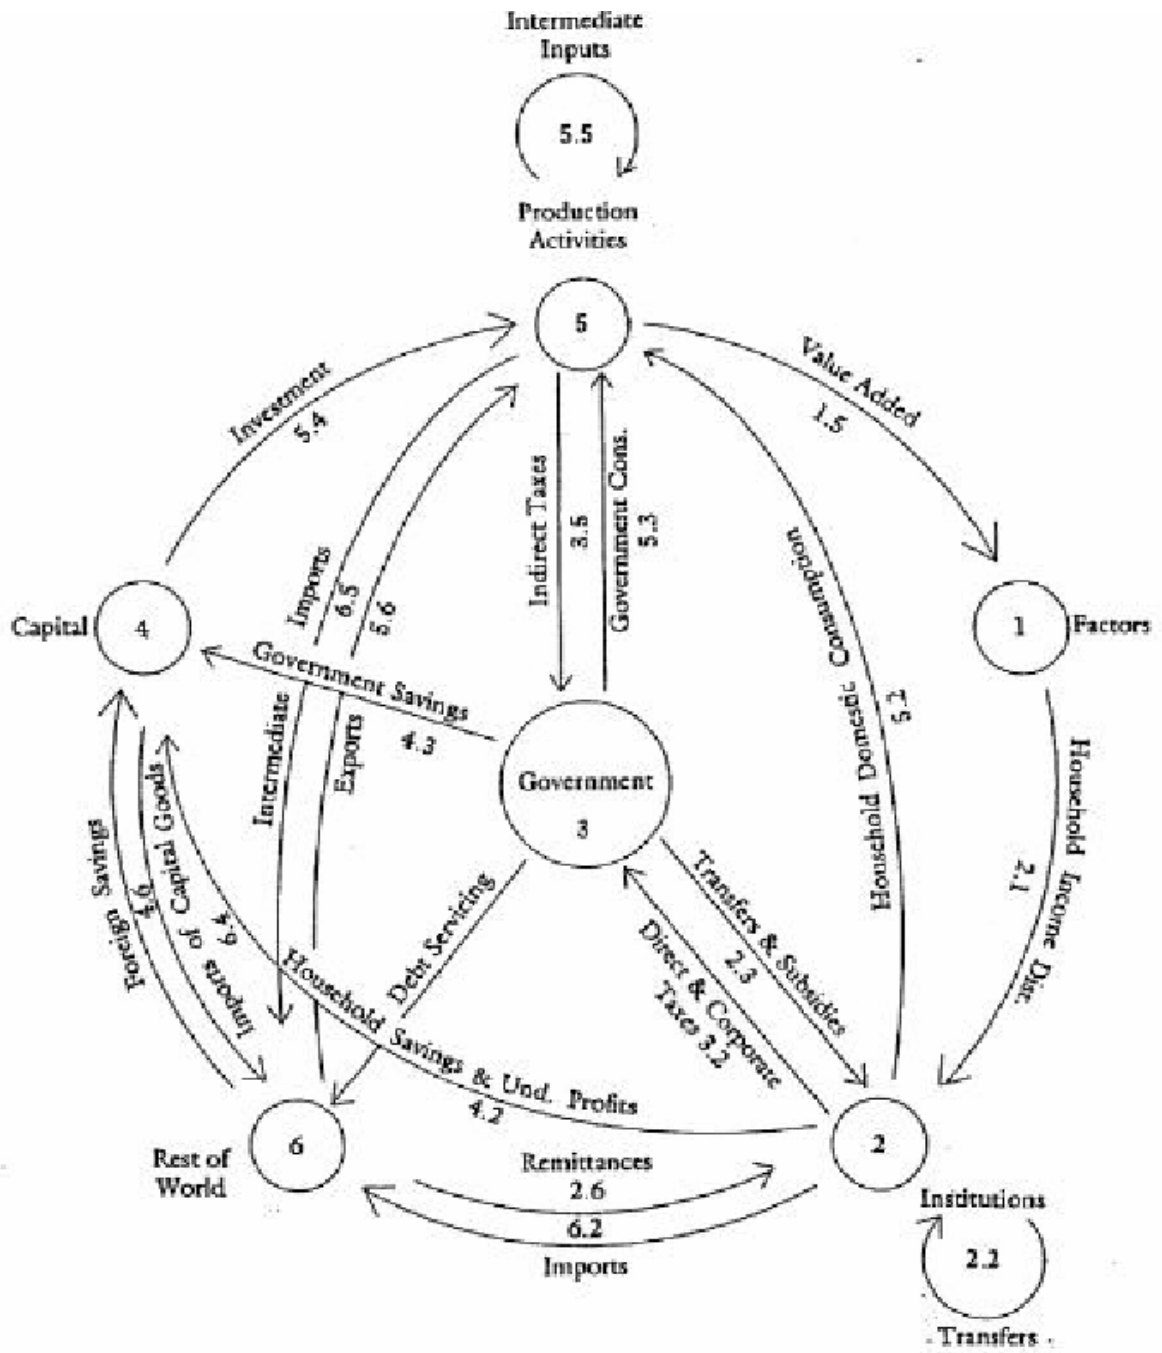 Intermediate
Inputs
5.5
Production
Activities
5
Value Added
1.5
Investment
5.4
Indirect Taxes
3.5
Government Cons.
5.3
Household Domestic Consumption
5.2
Intermediate Imports
6.5
5.6
Exports
Capital
4
1
Factors
Government Savings
4.3
Government
3
Household Income Dist.
2.1
Foreign Savings
4.6
Imports of Capital Goods
6.4
Debt Servicing
Transfers & Subsidies
2.3
Direct & Corporate
Taxes 3.2
Household Savings & Und. Profits
4.2
6
Rest of
World
2
Institutions
Remittances
2.6
6.2
Imports
2.2
Transfers